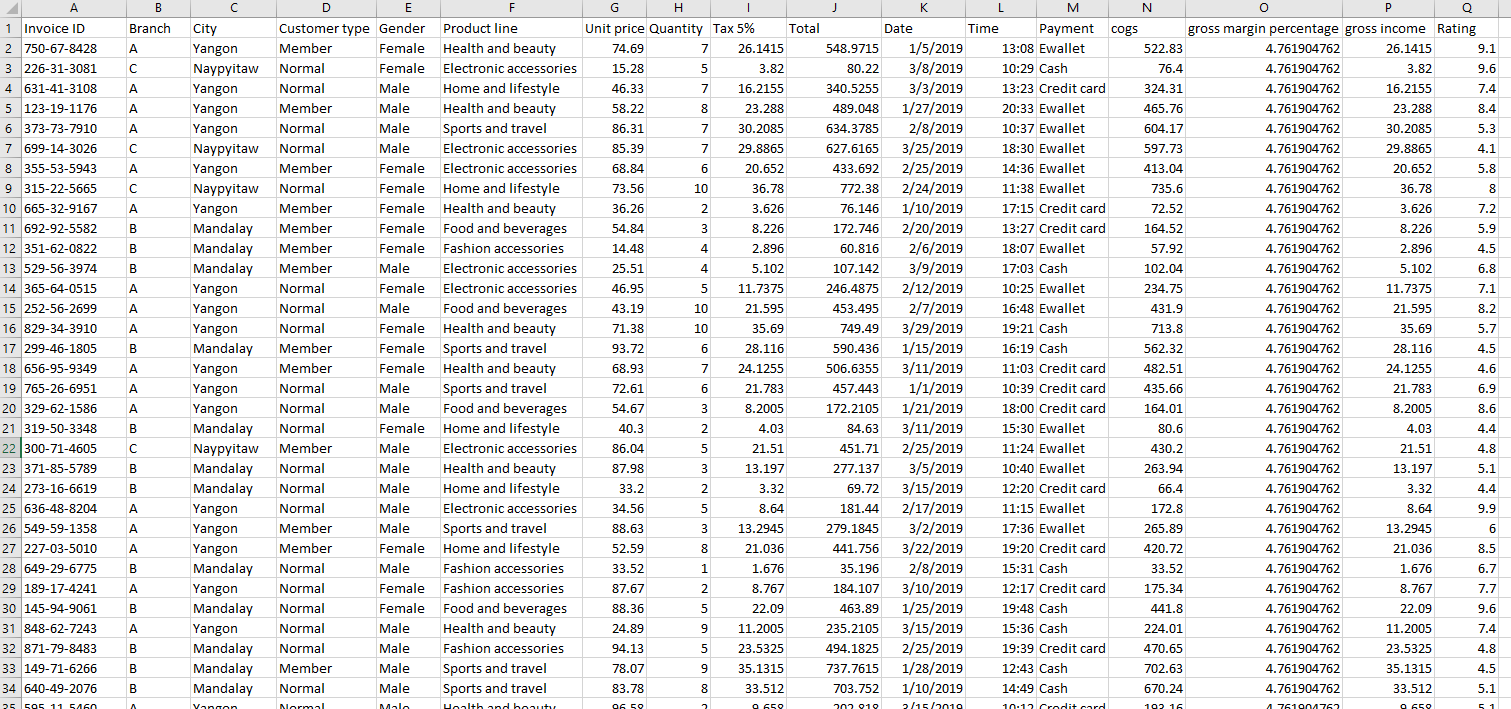 A B C D E F G H I J K L M N O P Q
1 Invoice ID Branch City Customer type Gender Product line Unit price Quantity Tax 5% Total Date Time Payment cogs gross margin percentage gross income Rating
2 750-67-8428 A Yangon Member Female Health and beauty 74.69 7 26.1415 548.9715 1/5/2019 13:08 Ewallet 522.83 4.761904762 26.1415 9.1
3 226-31-3081 C Naypyitaw Normal Female Electronic accessories 15.28 5 3.82 80.22 3/8/2019 10:29 Cash 76.4 4.761904762 3.82 9.6
4 631-41-3108 A Yangon Normal Male Home and lifestyle 46.33 7 16.2155 340.5255 3/3/2019 13:23 Credit card 324.31 4.761904762 16.2155 7.4
5 123-19-1176 A Yangon Member Male Health and beauty 58.22 8 23.288 489.048 1/27/2019 20:33 Ewallet 465.76 4.761904762 23.288 8.4
6 373-73-7910 A Yangon Normal Male Sports and travel 86.31 7 30.2085 634.3785 2/8/2019 10:37 Ewallet 604.17 4.761904762 30.2085 5.3
7 699-14-3026 C Naypyitaw Normal Male Electronic accessories 85.39 7 29.8865 627.6165 3/25/2019 18:30 Ewallet 597.73 4.761904762 29.8865 4.1
8 355-53-5943 A Yangon Member Female Electronic accessories 68.84 6 20.652 433.692 2/25/2019 14:36 Ewallet 413.04 4.761904762 20.652 5.8
9 315-22-5665 C Naypyitaw Normal Female Home and lifestyle 73.56 10 36.78 772.38 2/24/2019 11:38 Ewallet 735.6 4.761904762 36.78 8
10 665-32-9167 A Yangon Member Female Health and beauty 36.26 2 3.626 76.146 1/10/2019 17:15 Credit card 72.52 4.761904762 3.626 7.2
11 692-92-5582 B Mandalay Member Female Food and beverages 54.84 3 8.226 172.746 2/20/2019 13:27 Credit card 164.52 4.761904762 8.226 5.9
12 351-62-0822 B Mandalay Member Female Fashion accessories 14.48 4 2.896 60.816 2/6/2019 18:07 Ewallet 57.92 4.761904762 2.896 4.5
13 529-56-3974 B Mandalay Member Male Electronic accessories 25.51 4 5.102 107.142 3/9/2019 17:03 Cash 102.04 4.761904762 5.102 6.8
14 365-64-0515 A Yangon Normal Female Electronic accessories 46.95 5 11.7375 246.4875 2/12/2019 10:25 Ewallet 234.75 4.761904762 11.7375 7.1
15 252-56-2699 A Yangon Normal Male Food and beverages 43.19 10 21.595 453.495 2/7/2019 16:48 Ewallet 431.9 4.761904762 21.595 8.2
16 829-34-3910 A Yangon Normal Female Health and beauty 71.38 10 35.69 749.49 3/29/2019 19:21 Cash 713.8 4.761904762 35.69 5.7
17 299-46-1805 B Mandalay Member Female Sports and travel 93.72 6 28.116 590.436 1/15/2019 16:19 Cash 562.32 4.761904762 28.116 4.5
18 656-95-9349 A Yangon Member Female Health and beauty 68.93 7 24.1255 506.6355 3/11/2019 11:03 Credit card 482.51 4.761904762 24.1255 4.6
19 765-26-6951 A Yangon Normal Male Sports and travel 72.61 6 21.783 457.443 1/1/2019 10:39 Credit card 435.66 4.761904762 21.783 6.9
20 329-62-1586 A Yangon Normal Male Food and beverages 54.67 3 8.2005 172.2105 1/21/2019 18:00 Credit card 164.01 4.761904762 8.2005 8.6
21 319-50-3348 B Mandalay Normal Female Home and lifestyle 40.3 2 4.03 84.63 3/11/2019 15:30 Ewallet 80.6 4.761904762 4.03 4.4
22 300-71-4605 C Naypyitaw Member Male Electronic accessories 86.04 5 21.51 451.71 2/25/2019 11:24 Ewallet 430.2 4.761904762 21.51 4.8
23 371-85-5789 B Mandalay Normal Male Health and beauty 87.98 3 13.197 277.137 3/5/2019 10:40 Ewallet 263.94 4.761904762 13.197 5.1
24 273-16-6619 B Mandalay Normal Male Home and lifestyle 33.2 2 3.32 69.72 3/15/2019 12:20 Credit card 66.4 4.761904762 3.32 4.4
25 636-48-8204 A Yangon Normal Male Electronic accessories 34.56 5 8.64 181.44 2/17/2019 11:15 Ewallet 172.8 4.761904762 8.64 9.9
26 549-59-1358 A Yangon Member Male Sports and travel 88.63 3 13.2945 279.1845 3/2/2019 17:36 Ewallet 265.89 4.761904762 13.2945 6
27 227-03-5010 A Yangon Member Female Home and lifestyle 52.59 8 21.036 441.756 3/22/2019 19:20 Credit card 420.72 4.761904762 21.036 8.5
28 649-29-6775 B Mandalay Normal Male Fashion accessories 33.52 1 1.676 35.196 2/8/2019 15:31 Cash 33.52 4.761904762 1.676 6.7
29 189-17-4241 A Yangon Normal Female Fashion accessories 87.67 2 8.767 184.107 3/10/2019 12:17 Credit card 175.34 4.761904762 8.767 7.7
30 145-94-9061 B Mandalay Normal Female Food and beverages 88.36 5 22.09 463.89 1/25/2019 19:48 Cash 441.8 4.761904762 22.09 9.6
31 848-62-7243 A Yangon Normal Male Health and beauty 24.89 9 11.2005 235.2105 3/15/2019 15:36 Cash 224.01 4.761904762 11.2005 7.4
32 871-79-8483 B Mandalay Normal Male Fashion accessories 94.13 5 23.5325 494.1825 2/25/2019 19:39 Credit card 470.65 4.761904762 23.5325 4.8
33 149-71-6266 B Mandalay Member Male Sports and travel 78.07 9 35.1315 737.7615 1/28/2019 12:43 Cash 702.63 4.761904762 35.1315 4.5
34 640-49-2076 B Mandalay Normal Male Sports and travel 83.78 8 33.512 703.752 1/10/2019 14:49 Cash 670.24 4.761904762 33.512 5.1
35 595-11-5460 A Yangon Normal Male Health and beauty 96.58 2 9.658 202.818 3/15/2019 10:12 Credit card 193.16 4.761904762 9.658 5.1